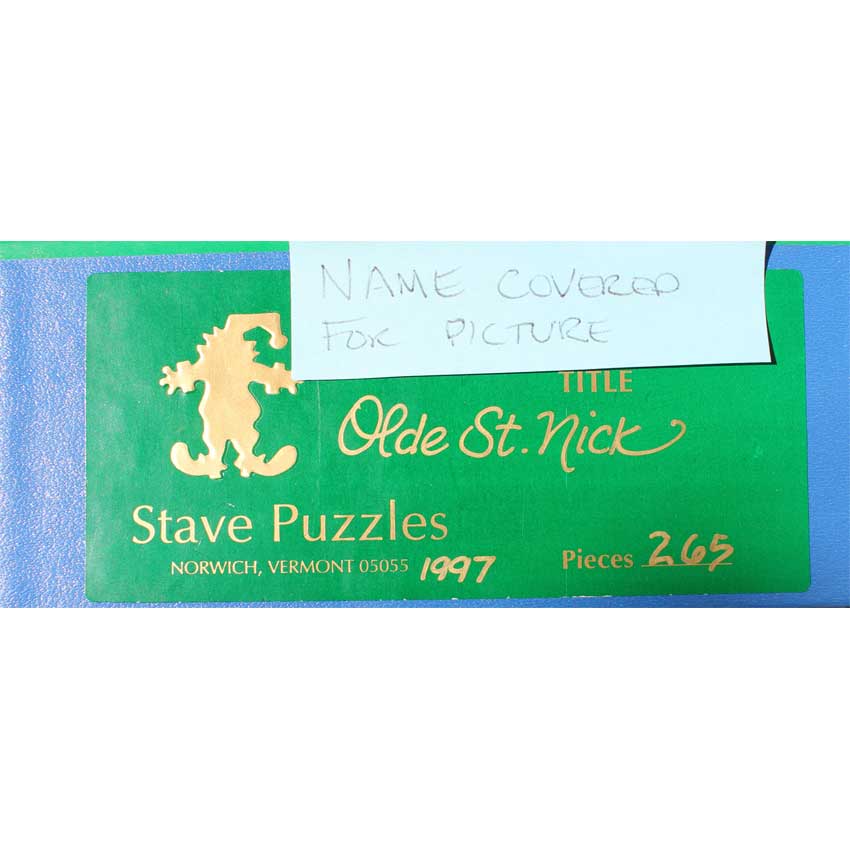 NAME COVERED
FOR PICTURE
TITLE
Olde St. Nick
Stave Puzzles
NORWICH, VERMONT 05055 1997
Pieces 265